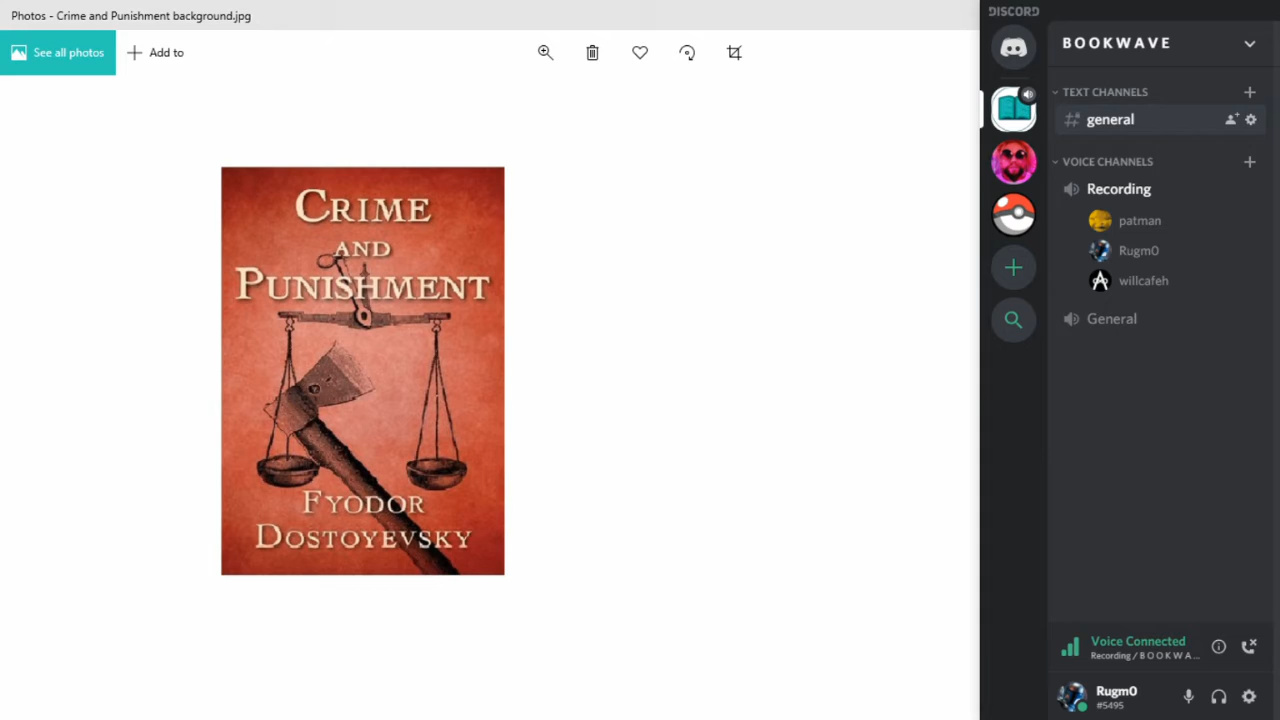 Photos - Crime and Punishment background.jpg
See all photos
Add to
CRIME
AND
PUNISHMENT
FYODOR
DOSTOYEVSKY
DISCORD
BOOKWAVE
TEXT CHANNELS
general
VOICE CHANNELS
Recording
patman
Rugm0
willcafeh
General
Voice Connected
Recording / B O O K W A ...
Rugm0
#5495